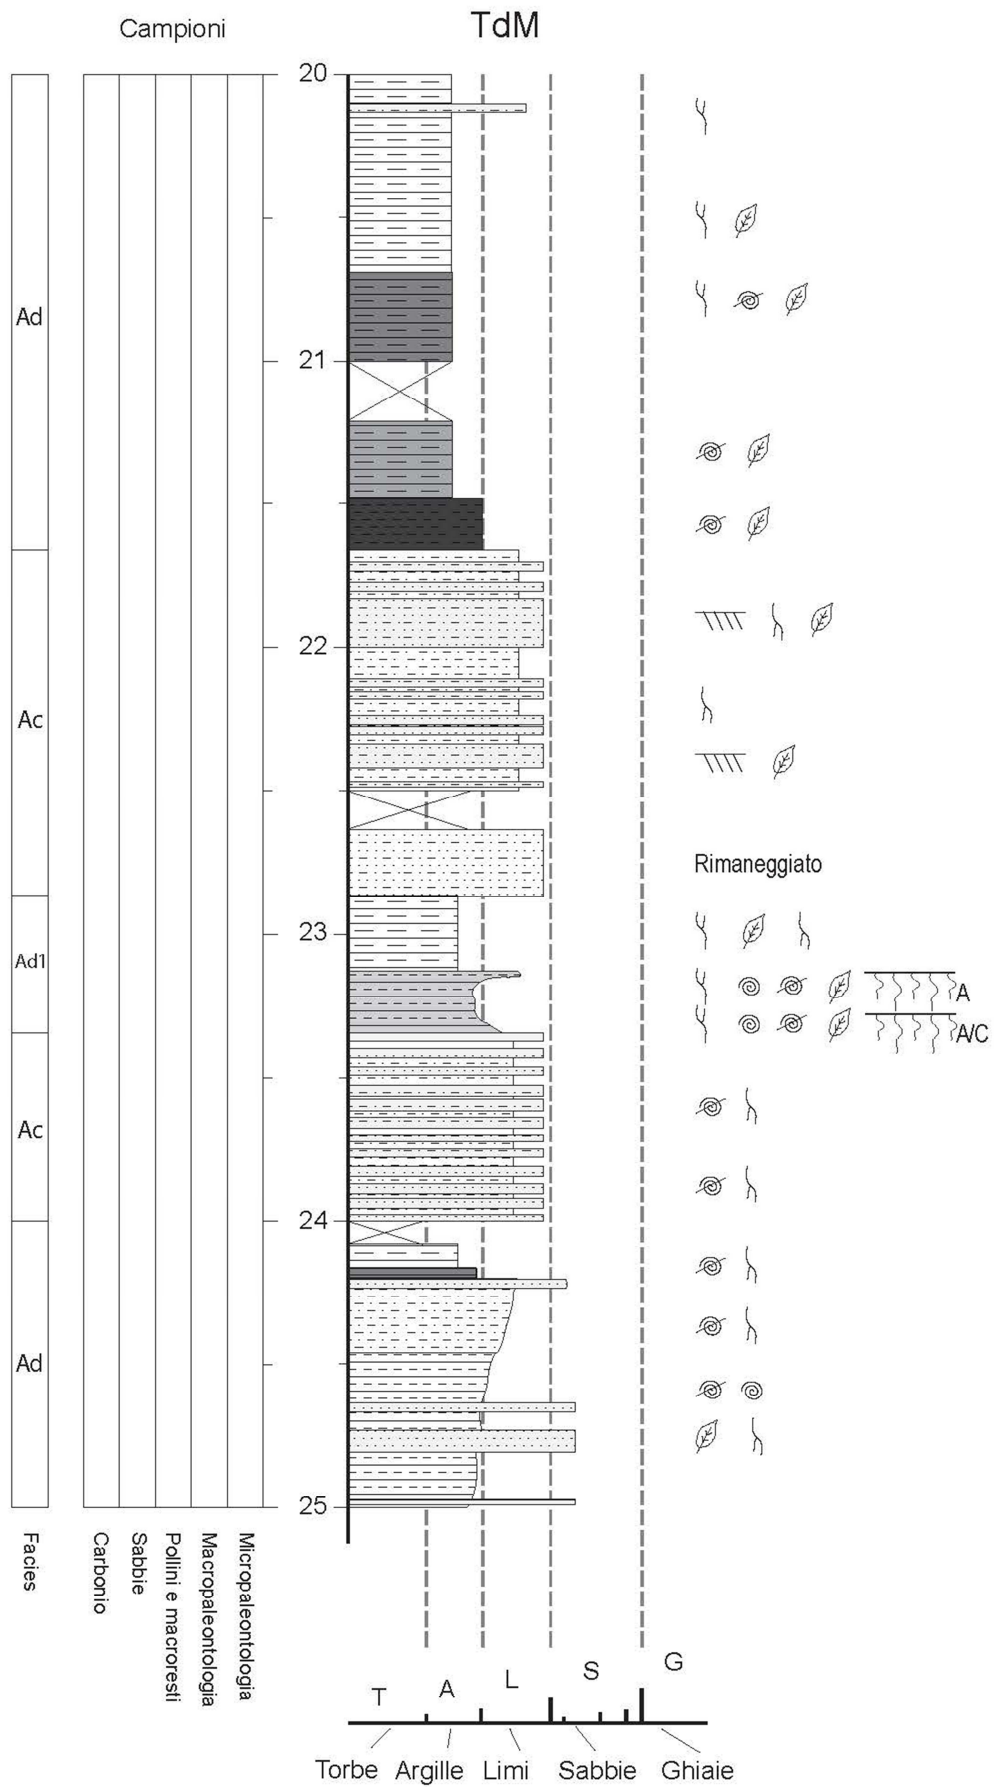 Campioni
TdM
20
Ad
21
22
Ac
Rimaneggiato
23
Ad1
A
A/C
Ac
24
Ad
25
Facies
Carbonio
Sabbie
Pollini e macroresti
Macropaleontologia
Micropaleontologia
T A L S G
Torbe Argille Limi Sabbie Ghiaie